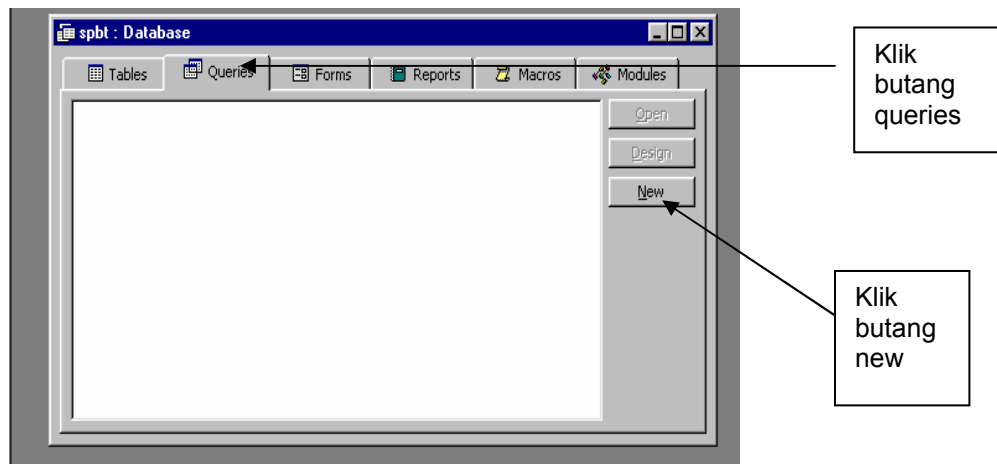 spbt : Database
Tables Queries Forms Reports Macros Modules
Open
Design
New
Klik
butang
queries
Klik
butang
new